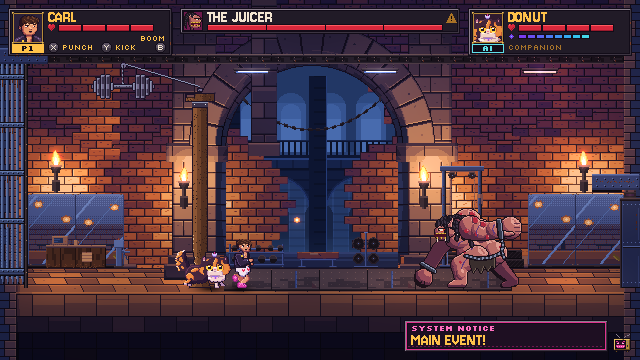 CARL
P1
X PUNCH Y KICK
BOOM
B
THE JUICER
DONUT
AI
COMPANION
SYSTEM NOTICE
MAIN EVENT!